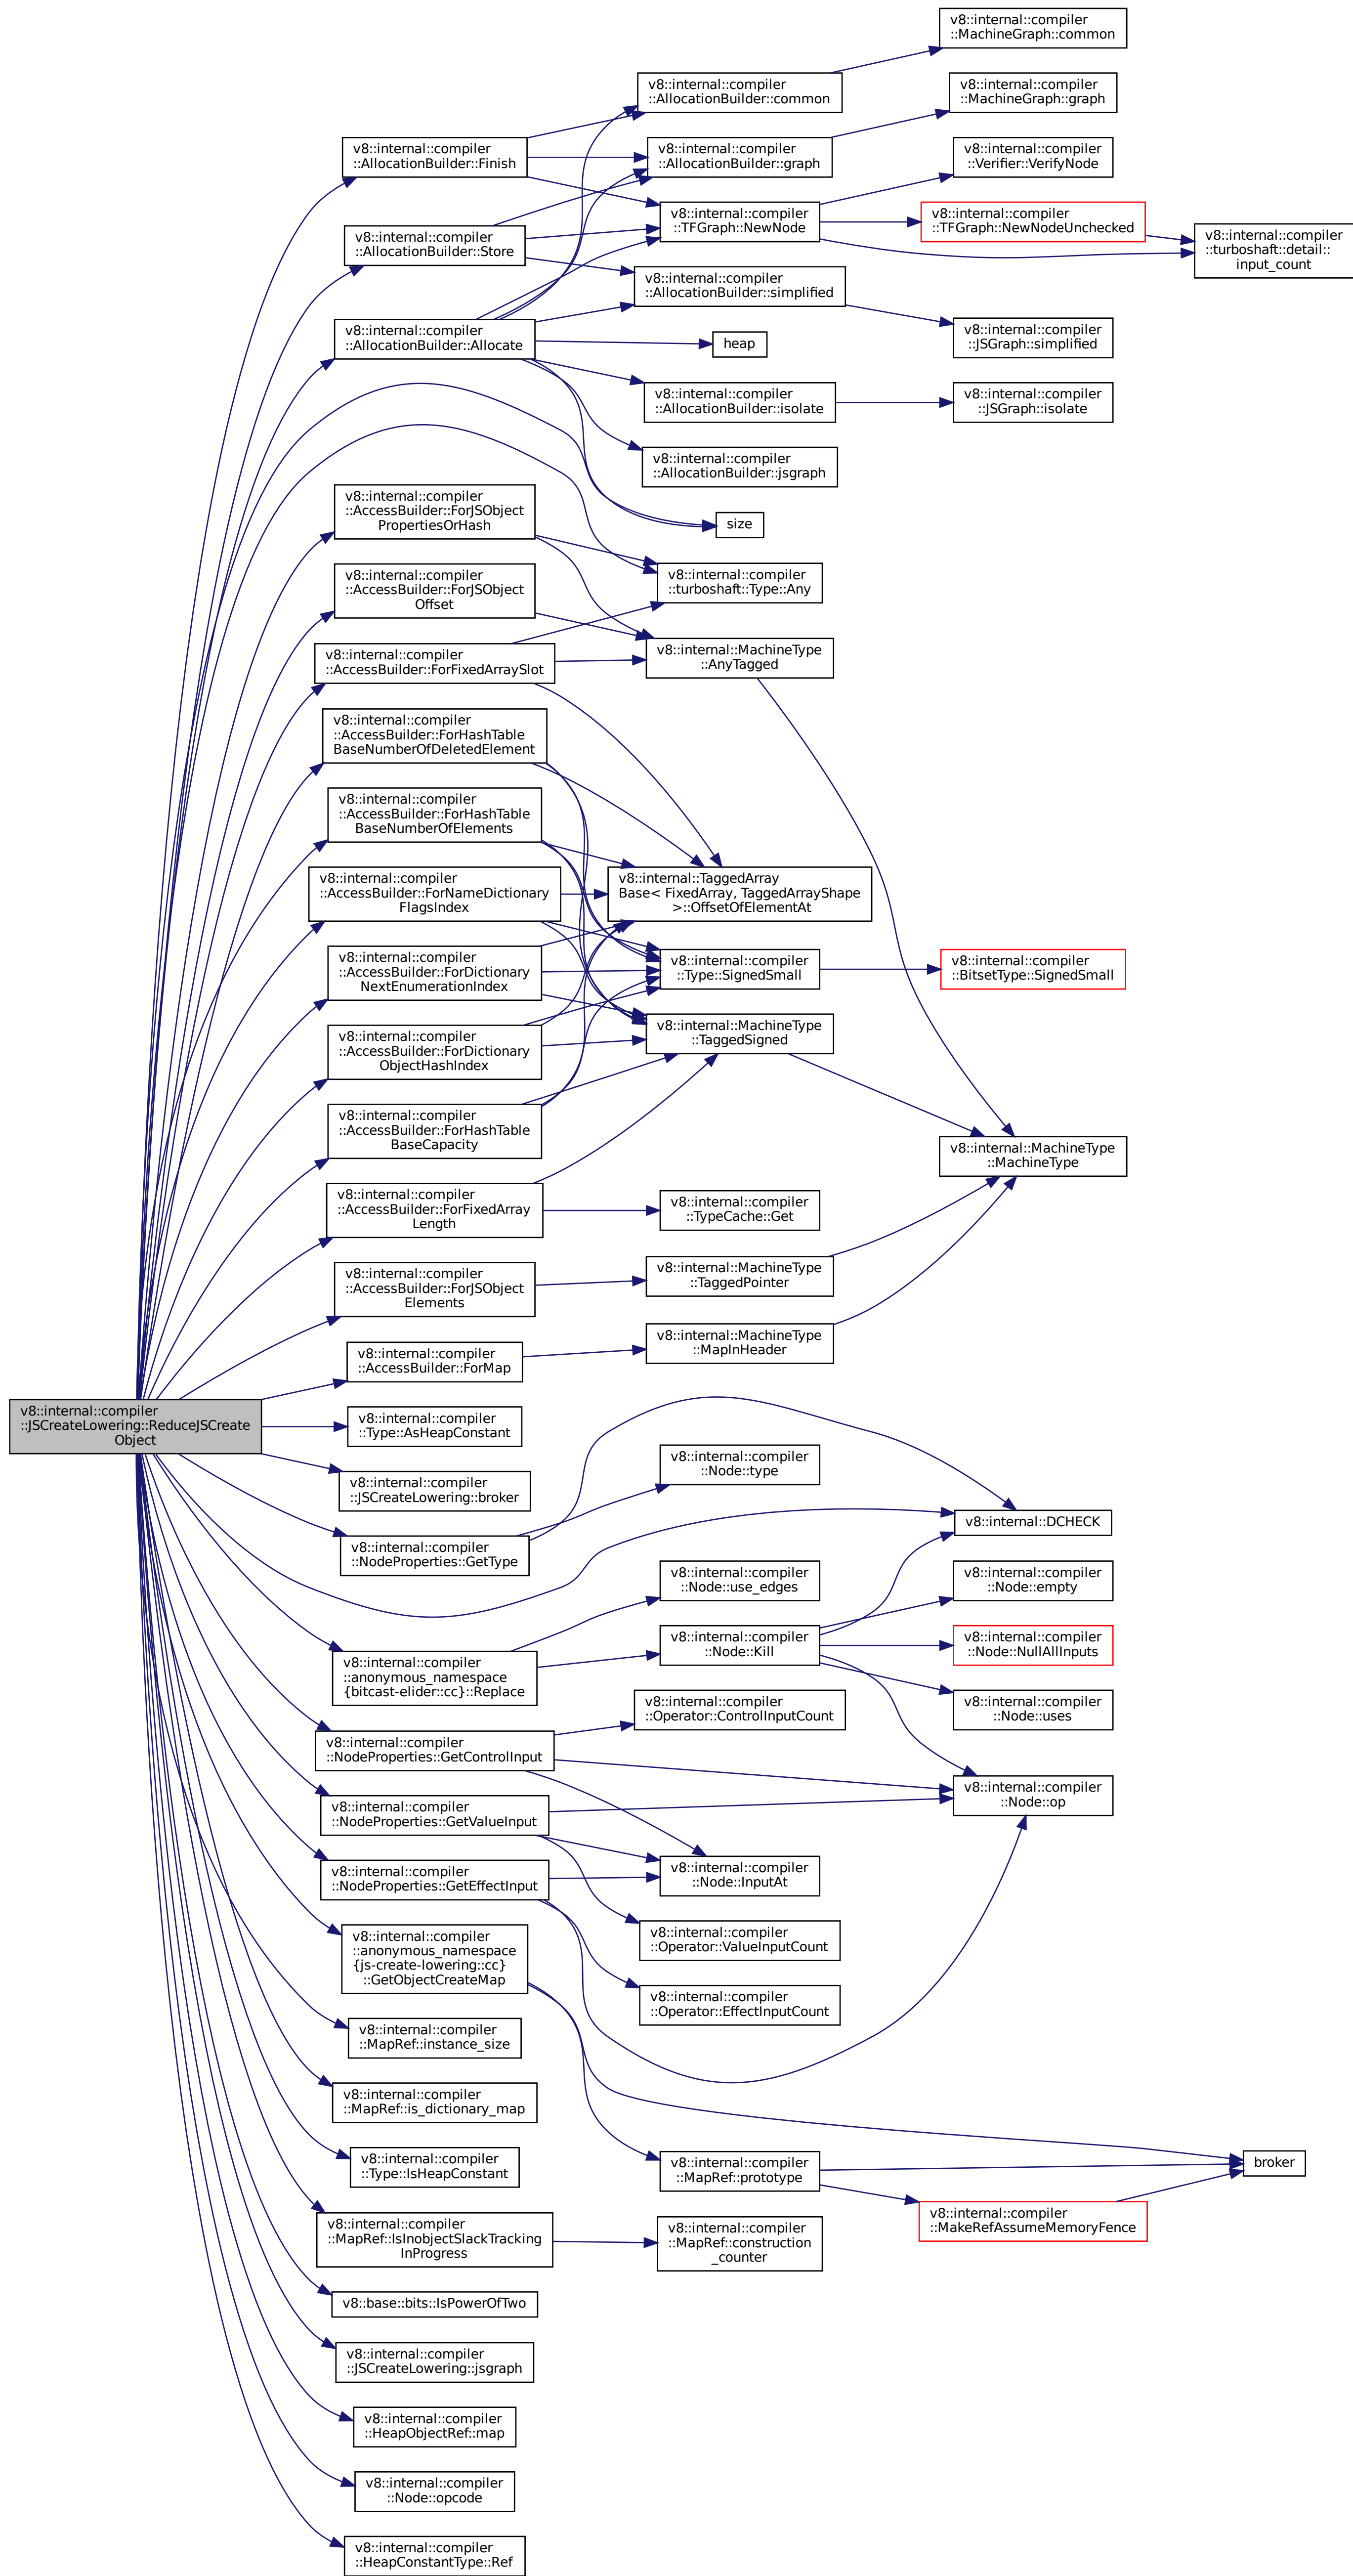 v8::internal::compiler
::MachineGraph::common
v8::internal::compiler
::AllocationBuilder::common
v8::internal::compiler
::MachineGraph::graph
v8::internal::compiler
::AllocationBuilder::Finish
v8::internal::compiler
::AllocationBuilder::graph
v8::internal::compiler
::Verifier::VerifyNode
v8::internal::compiler
::TFGraph::NewNode
v8::internal::compiler
::TFGraph::NewNodeUnchecked
v8::internal::compiler
::turboshaft::detail::
input_count
v8::internal::compiler
::AllocationBuilder::Store
v8::internal::compiler
::AllocationBuilder::simplified
v8::internal::compiler
::AllocationBuilder::Allocate
heap
v8::internal::compiler
::JSGraph::simplified
v8::internal::compiler
::AllocationBuilder::isolate
v8::internal::compiler
::JSGraph::isolate
v8::internal::compiler
::AllocationBuilder::jsgraph
v8::internal::compiler
::AccessBuilder::ForJSObject
PropertiesOrHash
size
v8::internal::compiler
::AccessBuilder::ForJSObject
Offset
v8::internal::compiler
::turboshaft::Type::Any
v8::internal::compiler
::AccessBuilder::ForFixedArraySlot
v8::internal::MachineType
::AnyTagged
v8::internal::compiler
::AccessBuilder::ForHashTable
BaseNumberOfDeletedElement
v8::internal::compiler
::AccessBuilder::ForHashTable
BaseNumberOfElements
v8::internal::compiler
::AccessBuilder::ForNameDictionary
FlagsIndex
v8::internal::TaggedArray
Base< FixedArray, TaggedArrayShape
>::OffsetOfElementAt
v8::internal::compiler
::AccessBuilder::ForDictionary
NextEnumerationIndex
v8::internal::compiler
::Type::SignedSmall
v8::internal::compiler
::BitsetType::SignedSmall
v8::internal::compiler
::AccessBuilder::ForDictionary
ObjectHashIndex
v8::internal::MachineType
::TaggedSigned
v8::internal::compiler
::AccessBuilder::ForHashTable
BaseCapacity
v8::internal::MachineType
::MachineType
v8::internal::compiler
::AccessBuilder::ForFixedArray
Length
v8::internal::compiler
::TypeCache::Get
v8::internal::compiler
::AccessBuilder::ForJSObject
Elements
v8::internal::MachineType
::TaggedPointer
v8::internal::compiler
::AccessBuilder::ForMap
v8::internal::MachineType
::MapInHeader
v8::internal::compiler
::JSCreateLowering::ReduceJSCreate
Object
v8::internal::compiler
::Type::AsHeapConstant
v8::internal::compiler
::JSCreateLowering::broker
v8::internal::compiler
::Node::type
v8::internal::compiler
::NodeProperties::GetType
v8::internal::DCHECK
v8::internal::compiler
::Node::use_edges
v8::internal::compiler
::Node::empty
v8::internal::compiler
::anonymous_namespace
{bitcast-elider::cc}::Replace
v8::internal::compiler
::Node::Kill
v8::internal::compiler
::Node::NullAllInputs
v8::internal::compiler
::Node::uses
v8::internal::compiler
::NodeProperties::GetControlInput
v8::internal::compiler
::Operator::ControlInputCount
v8::internal::compiler
::Node::op
v8::internal::compiler
::NodeProperties::GetValueInput
v8::internal::compiler
::NodeProperties::GetEffectInput
v8::internal::compiler
::Node::InputAt
v8::internal::compiler
::Operator::ValueInputCount
v8::internal::compiler
::anonymous_namespace
{js-create-lowering::cc}
::GetObjectCreateMap
v8::internal::compiler
::Operator::EffectInputCount
v8::internal::compiler
::MapRef::instance_size
v8::internal::compiler
::MapRef::is_dictionary_map
v8::internal::compiler
::Type::IsHeapConstant
v8::internal::compiler
::MapRef::prototype
broker
v8::internal::compiler
::MakeRefAssumeMemoryFence
v8::internal::compiler
::MapRef::IsInobjectSlackTracking
InProgress
v8::internal::compiler
::MapRef::construction
_counter
v8::base::bits::IsPowerOfTwo
v8::internal::compiler
::JSCreateLowering::jsgraph
v8::internal::compiler
::HeapObjectRef::map
v8::internal::compiler
::Node::opcode
v8::internal::compiler
::HeapConstantType::Ref